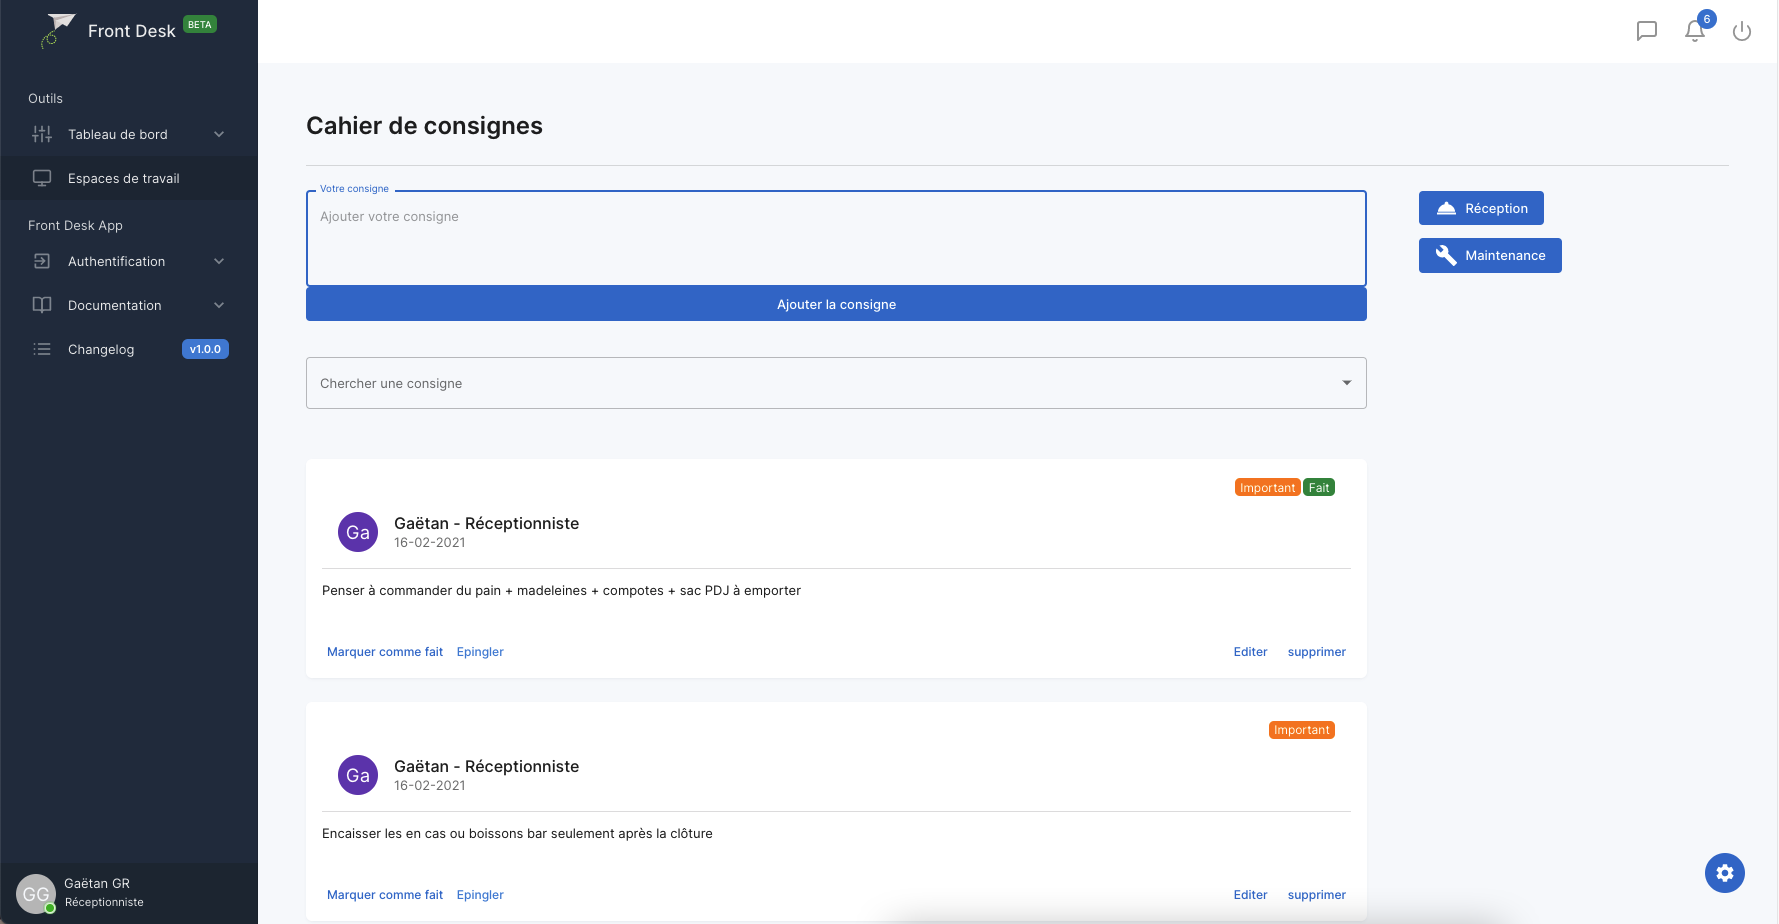 Front Desk BETA
6
Outils
Tableau de bord
Espaces de travail
Front Desk App
Authentification
Documentation
Changelog v1.0.0
GG
Gaëtan GR
Réceptionniste
Cahier de consignes
Votre consigne
Ajouter votre consigne
Ajouter la consigne
Réception
Maintenance
Chercher une consigne
Important Fait
Ga
Gaëtan - Réceptionniste
16-02-2021
Penser à commander du pain + madeleines + compotes + sac PDJ à emporter
Marquer comme fait Epingler Editer supprimer
Important
Ga
Gaëtan - Réceptionniste
16-02-2021
Encaisser les en cas ou boissons bar seulement après la clôture
Marquer comme fait Epingler Editer supprimer